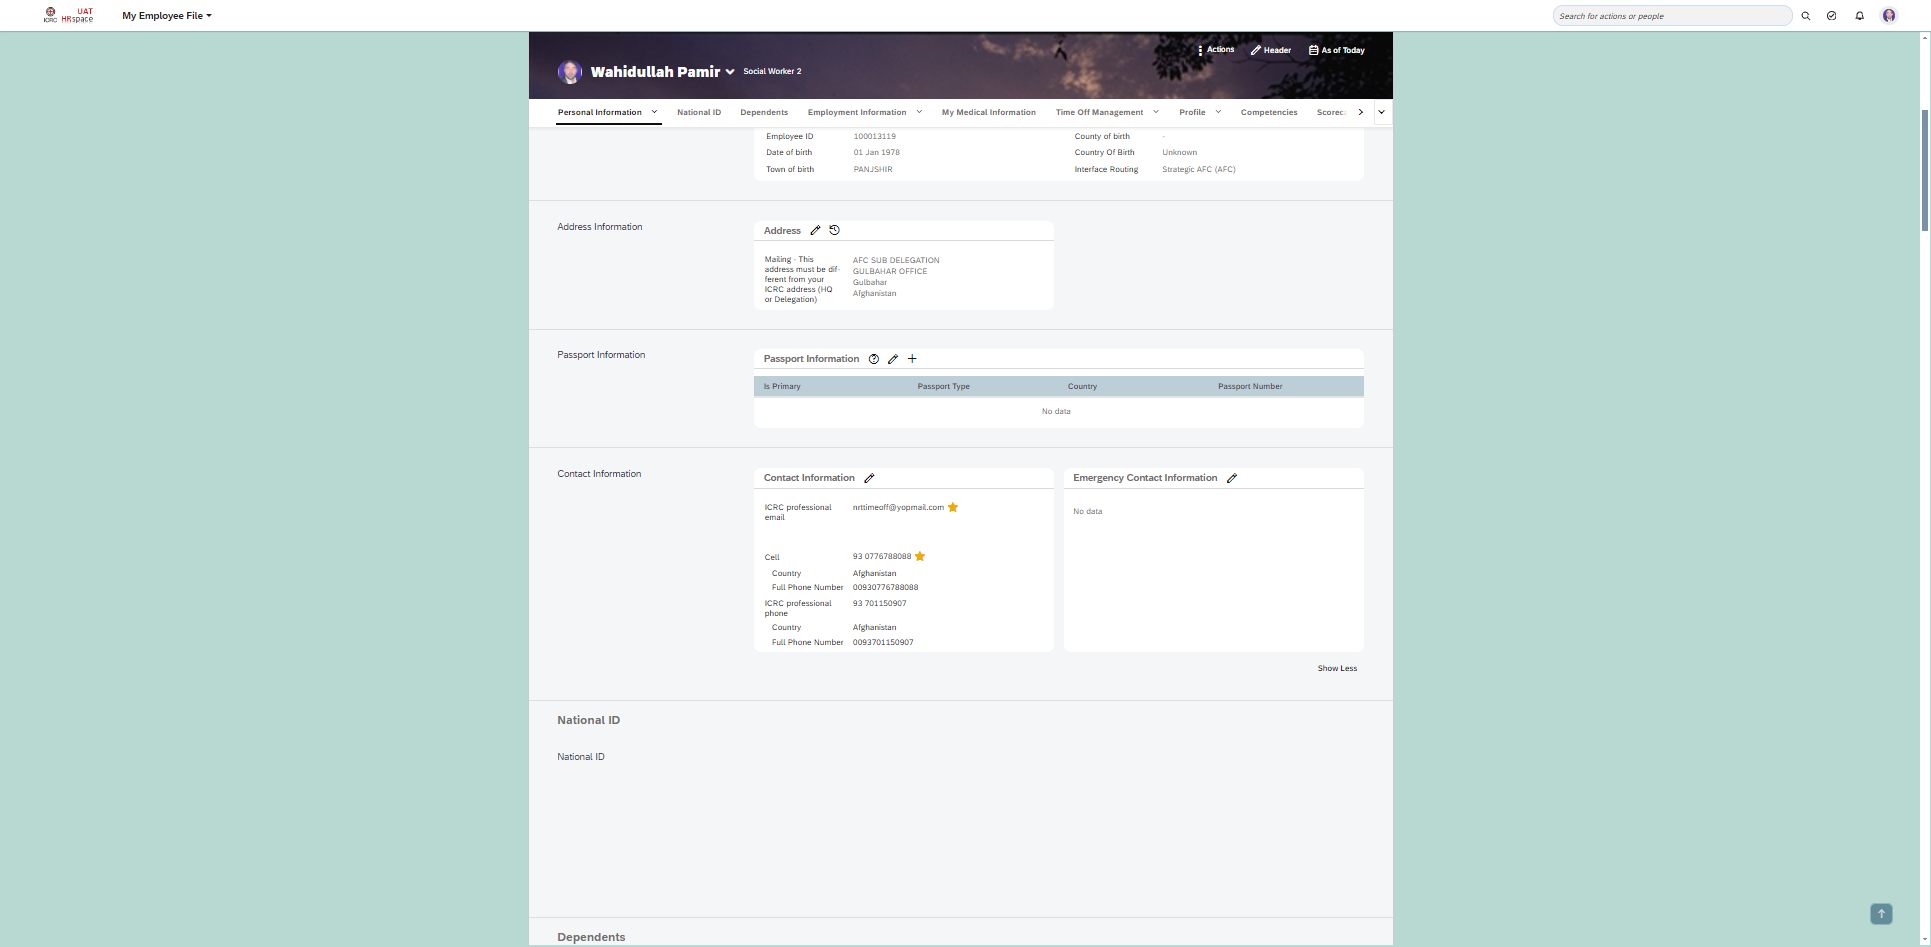 ICRC UAT HRspace My Employee File Search for actions or people
Actions Header As of Today
Wahidullah Pamir Social Worker 2
Personal Information National ID Dependents Employment Information My Medical Information Time Off Management Profile Competencies Scorec
Employee ID 100013119 County of birth -
Date of birth 01 Jan 1978 Country Of Birth Unknown
Town of birth PANJSHIR Interface Routing Strategic AFC (AFC)
Address Information
Address
Mailing - This
address must be dif-
ferent from your
ICRC address (HQ
or Delegation)
AFC SUB DELEGATION
GULBAHAR OFFICE
Gulbahar
Afghanistan
Passport Information
Passport Information
Is Primary Passport Type Country Passport Number
No data
Contact Information
Contact Information
ICRC professional
email
nrttimeoff@yopmail.com
Cell 93 0776788088
Country Afghanistan
Full Phone Number 00930776788088
ICRC professional
phone
93 701150907
Country Afghanistan
Full Phone Number 0093701150907
Emergency Contact Information
No data
Show Less
National ID
National ID
Dependents